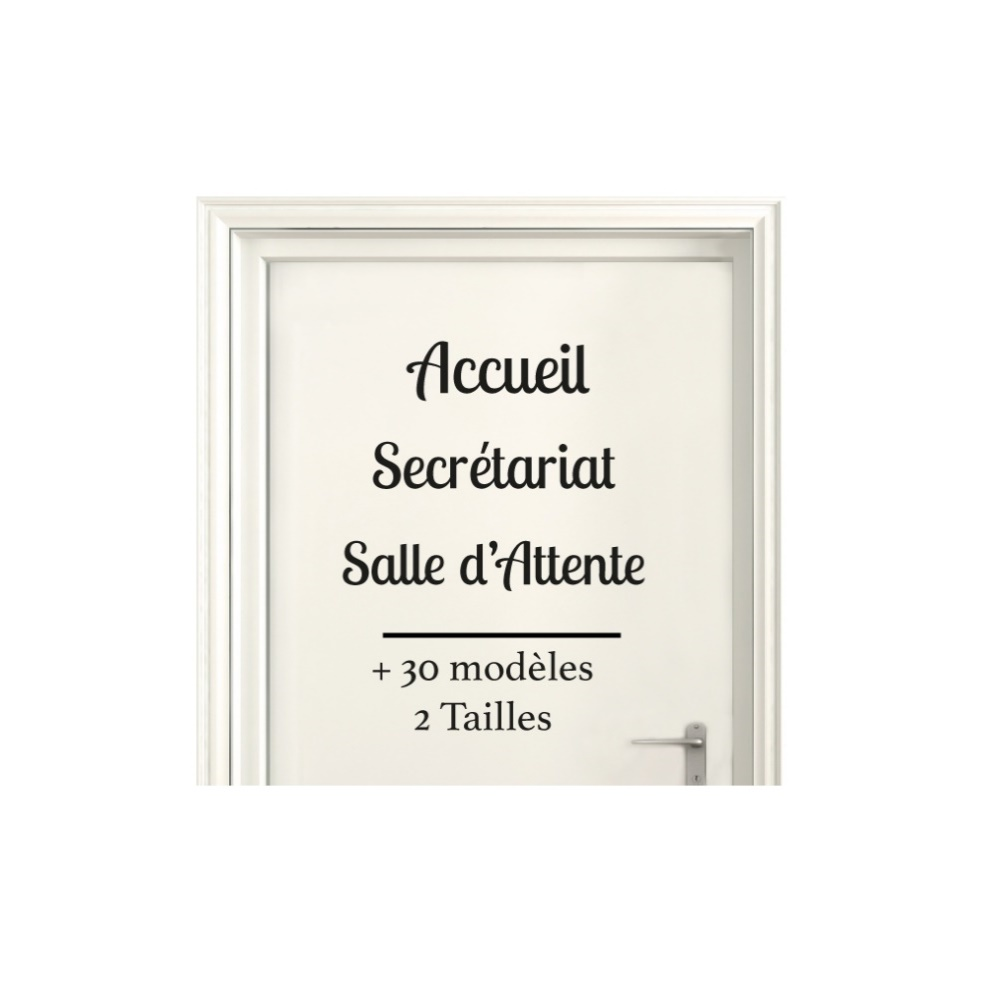 Accueil
Secrétariat
Salle d'Attente
+ 30 modèles
2 Tailles